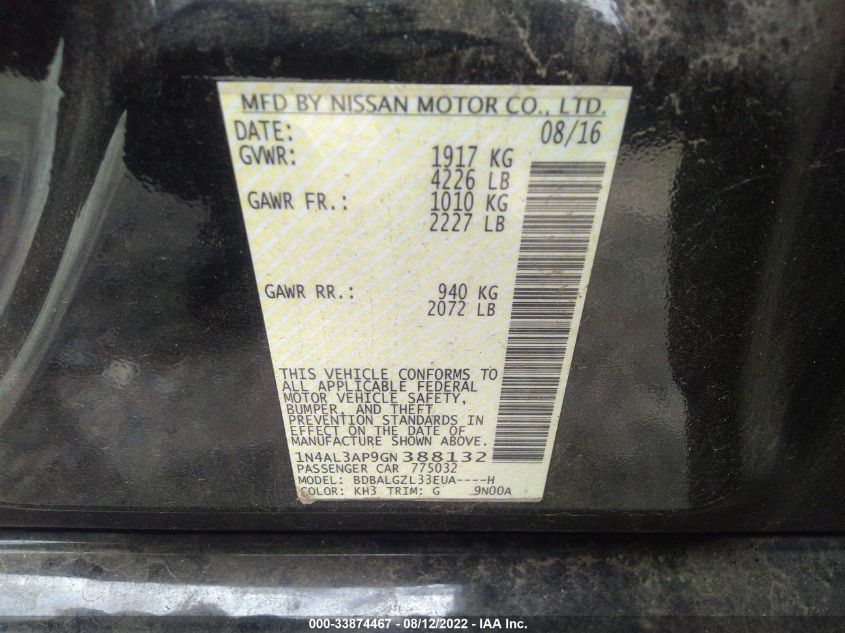 MFD BY NISSAN MOTOR CO., LTD.
DATE: 08/16
GVWR: 1917 KG
4226 LB
GAWR FR.: 1010 KG
2227 LB
GAWR RR.: 940 KG
2072 LB
THIS VEHICLE CONFORMS TO
ALL APPLICABLE FEDERAL
MOTOR VEHICLE SAFETY,
BUMPER, AND THEFT
PREVENTION STANDARDS IN
EFFECT ON THE DATE OF
MANUFACTURE SHOWN ABOVE.
1N4AL3AP9GN388132
PASSENGER CAR 775032
MODEL: BDBALGZL33EUA----H
COLOR: KH3 TRIM: G 9N00A
000-33874467 - 08/12/2022 - IAA Inc.